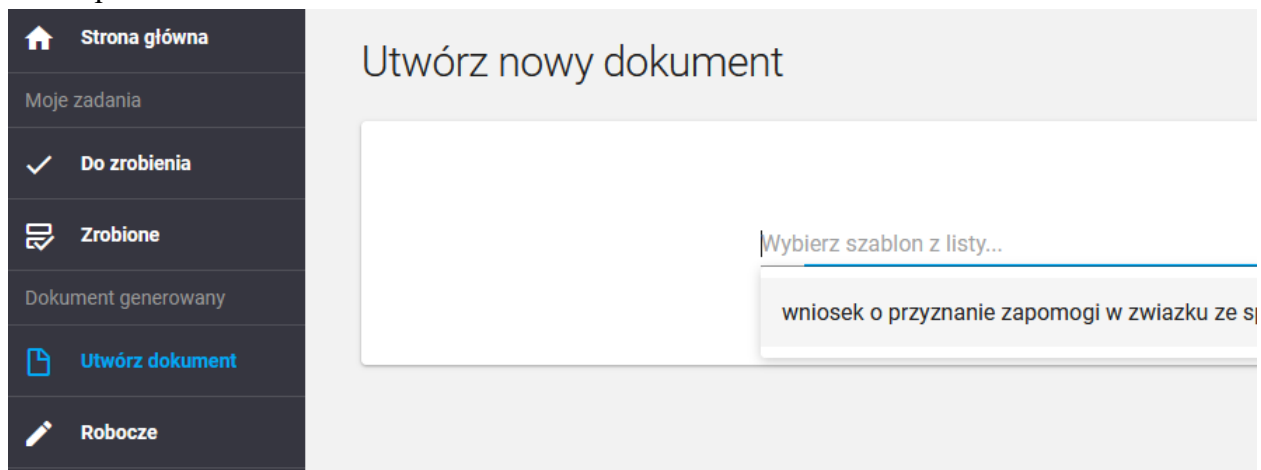 Strona główna
Moje zadania
Do zrobienia
Zrobione
Dokument generowany
Utwórz dokument
Robocze
Utwórz nowy dokument
Wybierz szablon z listy...
wniosek o przyznanie zapomogi w zwiazku ze